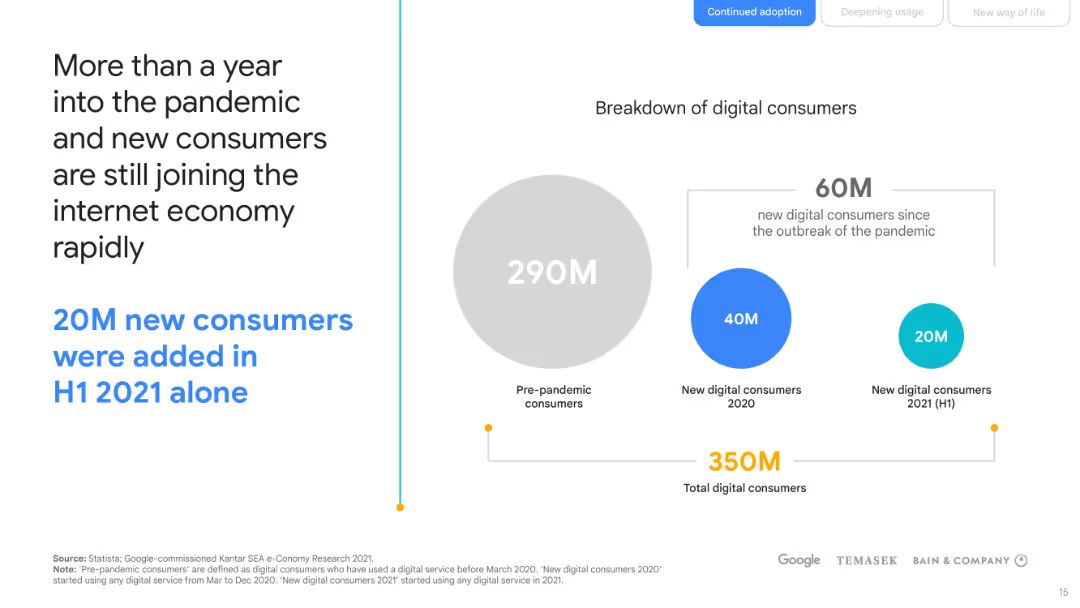 Continued adoption
Deepening usage
New way of life
More than a year
into the pandemic
and new consumers
are still joining the
internet economy
rapidly
20M new consumers
were added in
H1 2021 alone
Breakdown of digital consumers
60M
new digital consumers since
the outbreak of the pandemic
290M
40M
20M
Pre-pandemic
consumers
New digital consumers
2020
New digital consumers
2021 (H1)
350M
Total digital consumers
Source: Statista; Google-commissioned Kantar SEA e-Conomy Research 2021.
Note: 'Pre-pandemic consumers' are defined as digital consumers who have used a digital service before March 2020. 'New digital consumers 2020'
started using any digital service from Mar to Dec 2020. 'New digital consumers 2021' started using any digital service in 2021.
Google
TEMASEK
BAIN & COMPANY
15